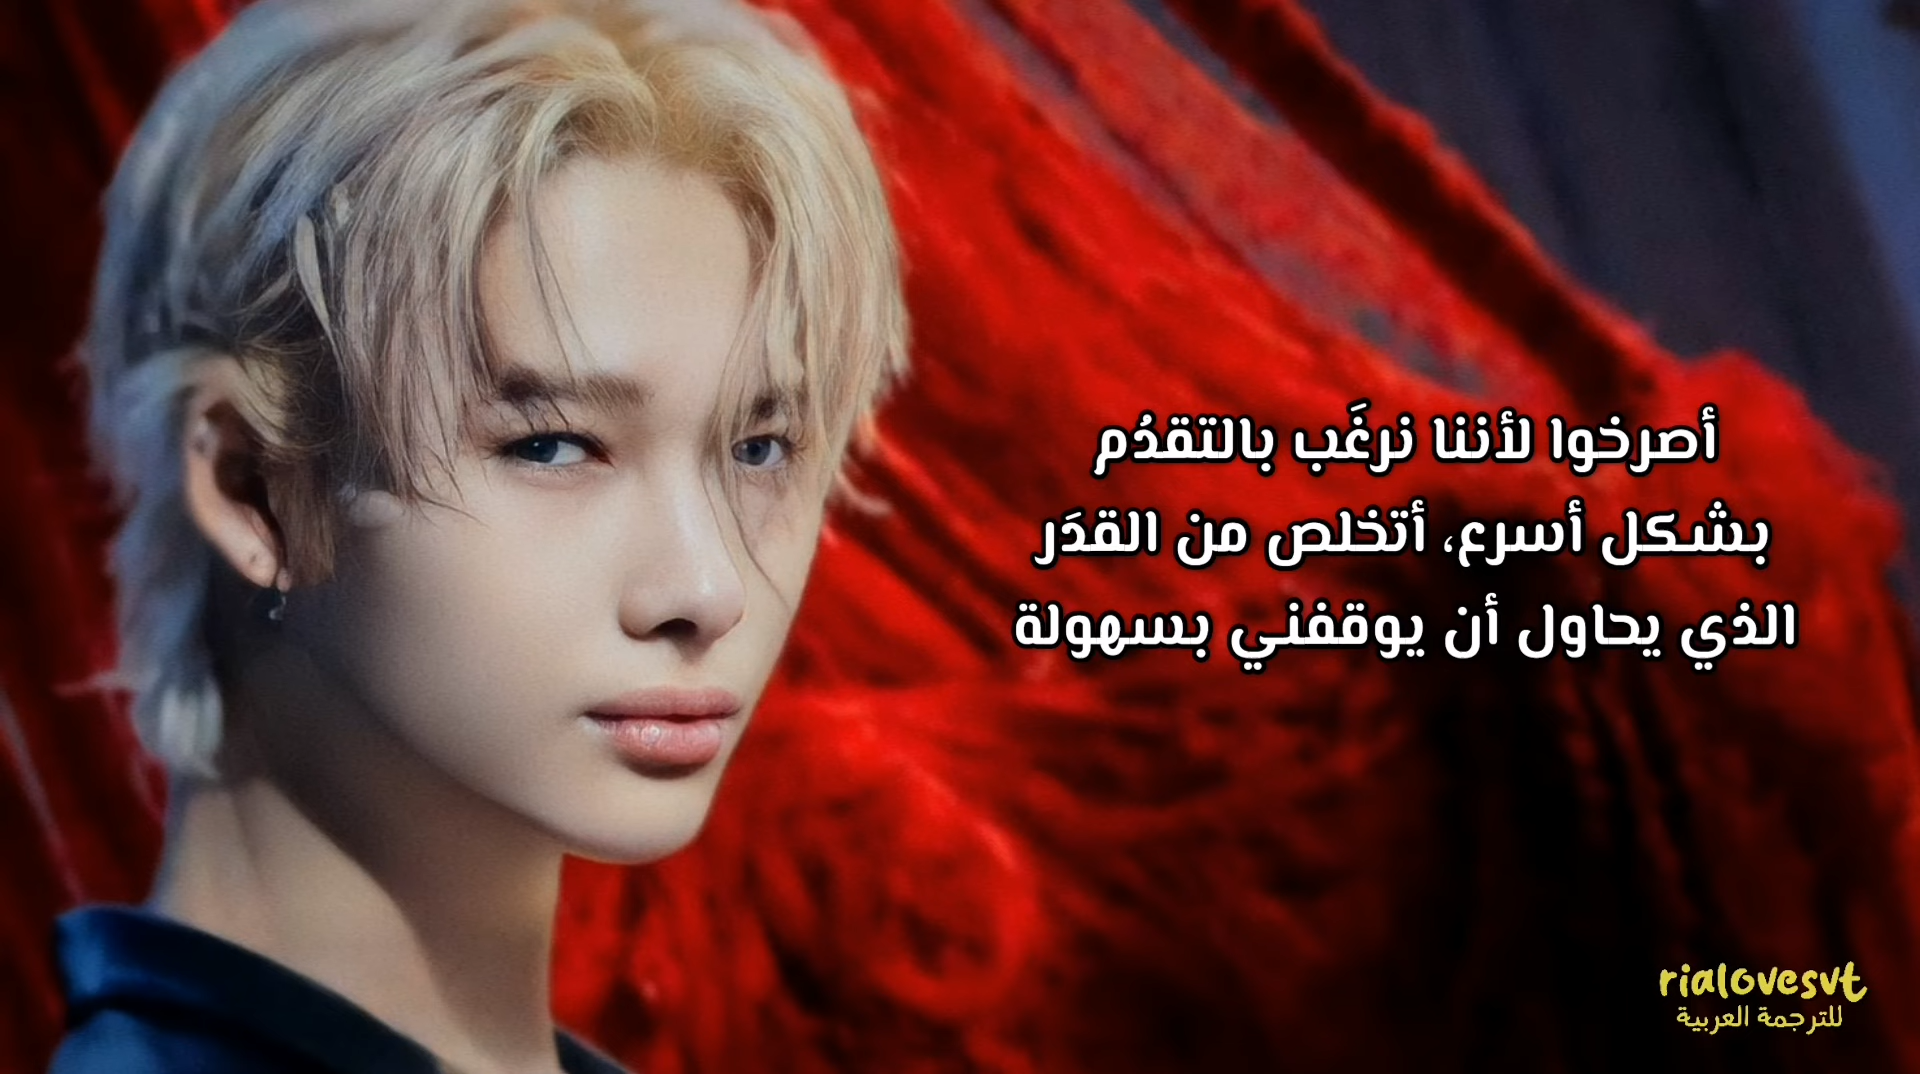 أصرخوا لأننا نرغَب بالتقدُم
بشكل أسرع، أتخلص من القدَر
الذي يحاول أن يوقفني بسهولة
rialovesvt
للترجمة العربية